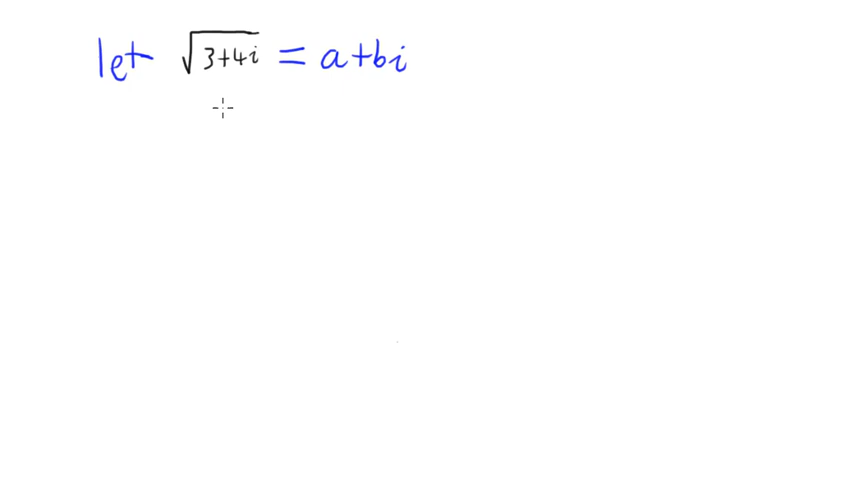 let √3+4i = a+bi